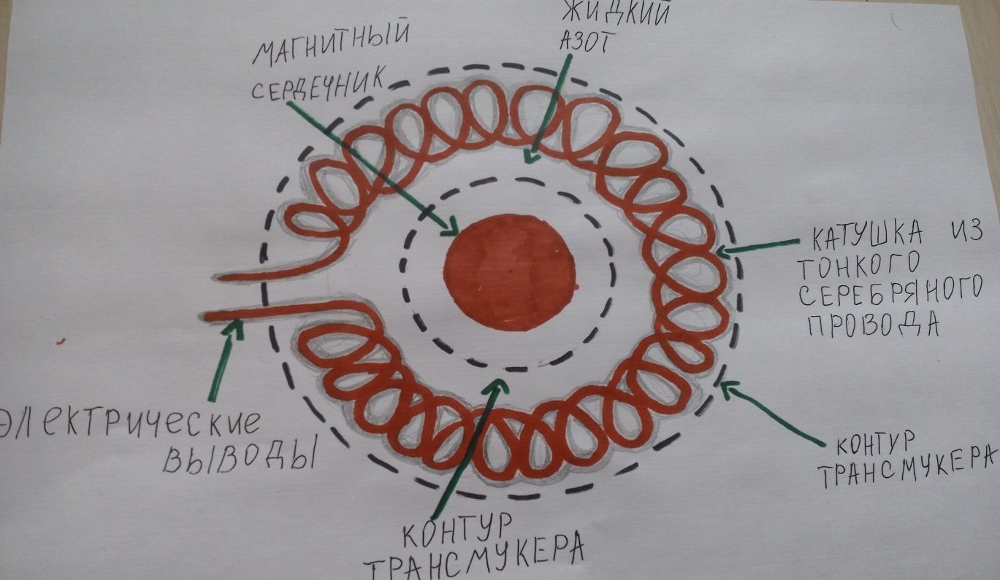 МАГНИТНЫЙ
СЕРДЕЧНИК
ЖИДКИЙ
АЗОТ
КАТУШКА ИЗ
ТОНКОГО
СЕРЕБРЯНОГО
ПРОВОДА
ЭЛЕКТРИЧЕСКИЕ
ВЫВОДЫ
КОНТУР
ТРАНСМУКЕРА
КОНТУР
ТРАНСМУКЕРА